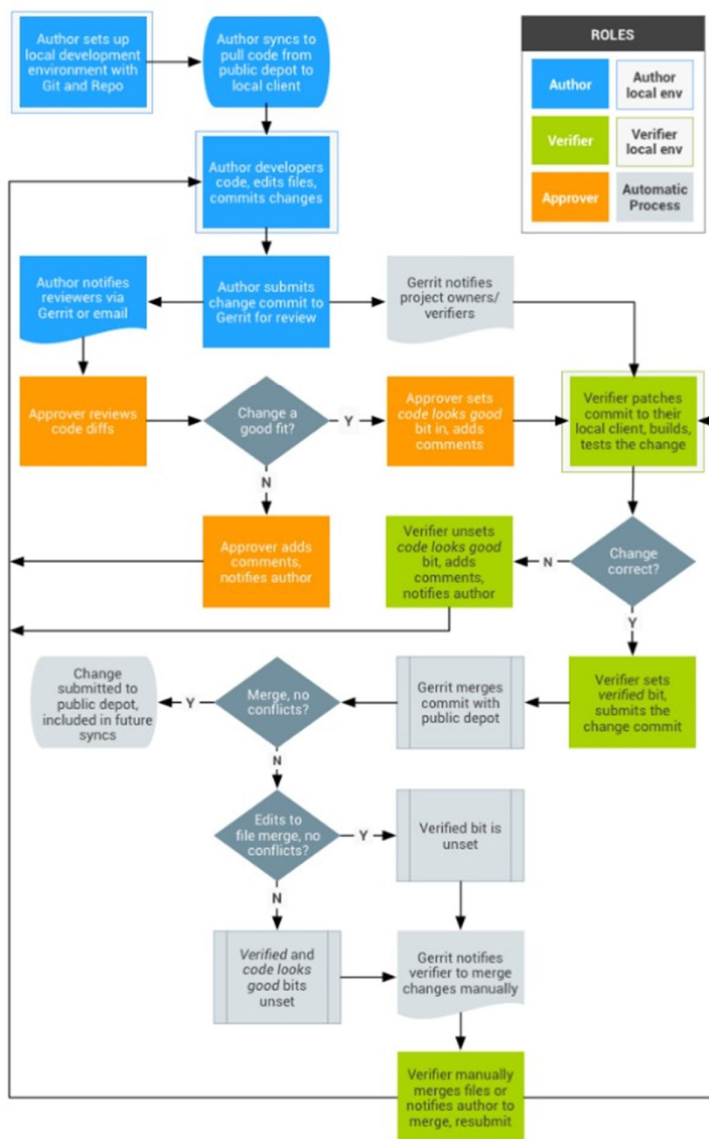 Author sets up
local development
environment with
Git and Repo
Author syncs to
pull code from
public depot to
local client
ROLES
Author
Author
local env
Verifier
Verifier
local env
Approver
Automatic
Process
Author developers
code, edits files,
commits changes
Author notifies
reviewers via
Gerrit or email
Author submits
change commit to
Gerrit for review
Gerrit notifies
project owners/
verifiers
Approver reviews
code diffs
Change a
good fit?
Y
Approver sets
code looks good
bit in, adds
comments
Verifier patches
commit to their
local client, builds,
tests the change
N
Approver adds
comments,
notifies author
Verifier unsets
code looks good
bit, adds
comments,
notifies author
N
Change
correct?
Y
Change
submitted to
public depot,
included in future
syncs
Y
Merge, no
conflicts?
Gerrit merges
commit with
public depot
Verifier sets
verified bit,
submits the
change commit
N
Edits to
file merge, no
conflicts?
Y
Verified bit is
unset
N
Verified and
code looks
good bits
unset
Gerrit notifies
verifier to merge
changes manually
Verifier manually
merges files or
notifies author to
merge, resubmit